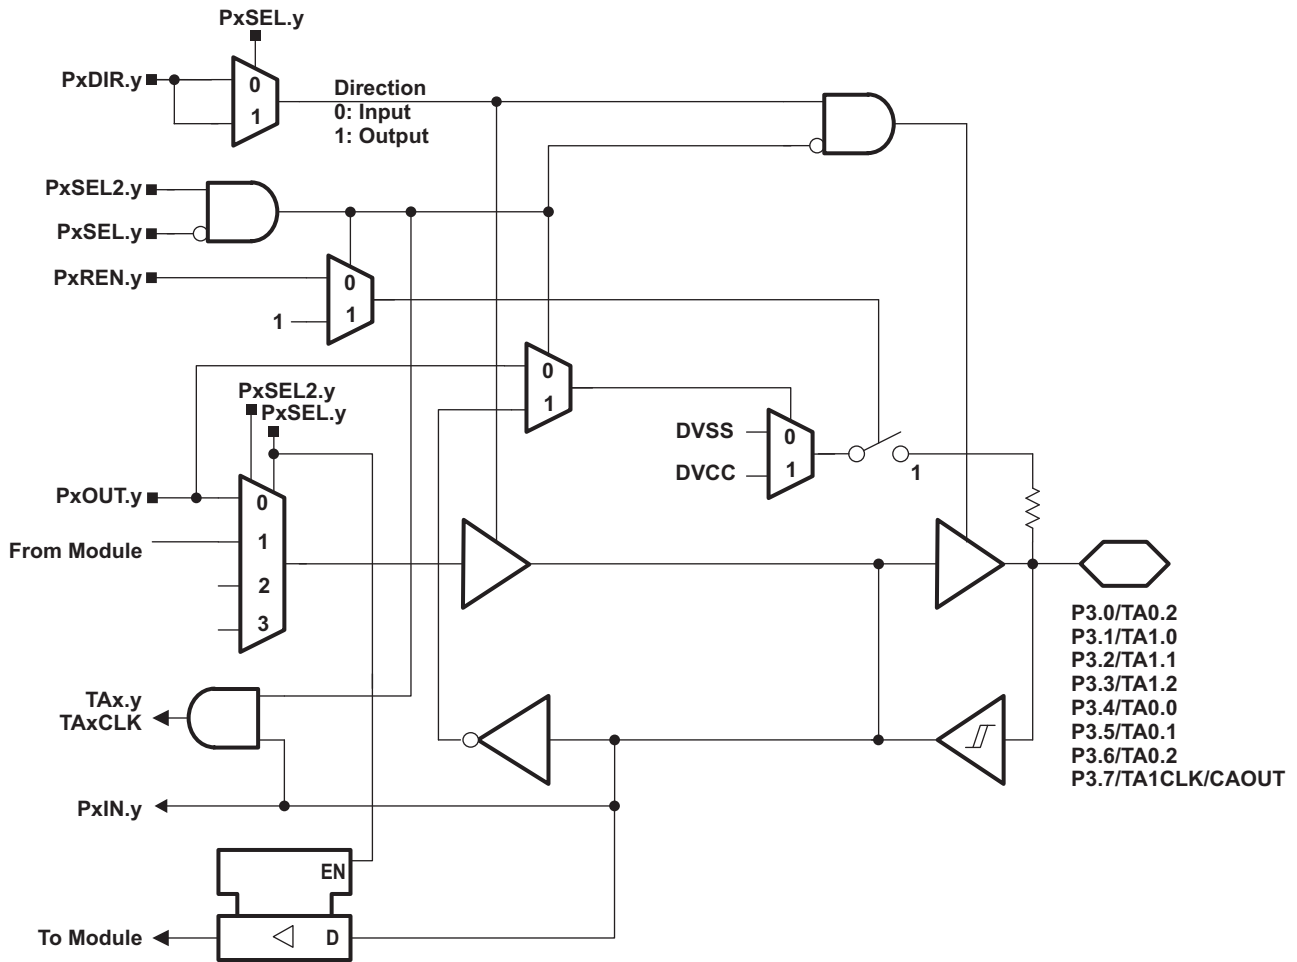 PxSEL.y
PxDIR.y
0
1
Direction
0: Input
1: Output
PxSEL2.y
PxSEL.y
PxREN.y
0
1
1
0
1
PxSEL2.y
PxSEL.y
DVSS
0
DVCC
1
1
PxOUT.y
0
From Module
1
2
3
P3.0/TA0.2
P3.1/TA1.0
P3.2/TA1.1
P3.3/TA1.2
P3.4/TA0.0
P3.5/TA0.1
P3.6/TA0.2
P3.7/TA1CLK/CAOUT
TAx.y
TAxCLK
PxIN.y
EN
To Module
D